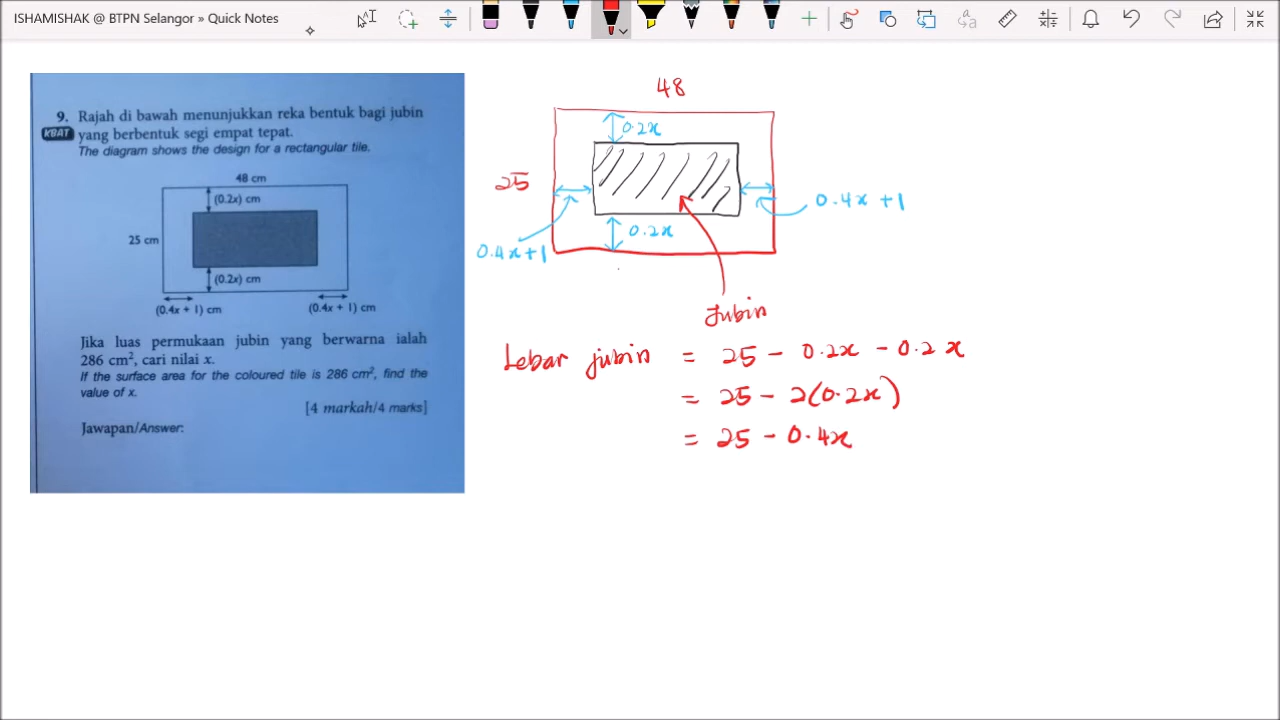 ISHAMISHAK @ BTPN Selangor » Quick Notes
9. Rajah di bawah menunjukkan reka bentuk bagi jubin
KBAT yang berbentuk segi empat tepat.
The diagram shows the design for a rectangular tile.
48 cm
(0.2x) cm
25 cm
(0.2x) cm
(0.4x + 1) cm (0.4x + 1) cm
Jika luas permukaan jubin yang berwarna ialah
286 cm², cari nilai x.
If the surface area for the coloured tile is 286 cm², find the
value of x.
[4 markah/4 marks]
Jawapan/Answer:
48
0.2x
25
0.4x + 1
0.2x
0.4x+1
Jubin
Lebar jubin = 25 - 0.2x - 0.2x
= 25 - 2(0.2x)
= 25 - 0.4x